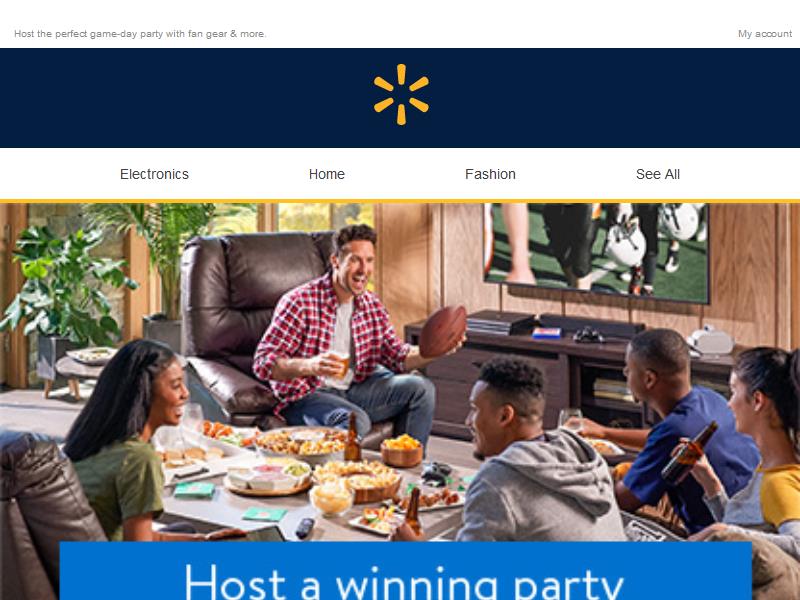 Host the perfect game-day party with fan gear & more.
My account
Electronics
Home
Fashion
See All
Host a winning party